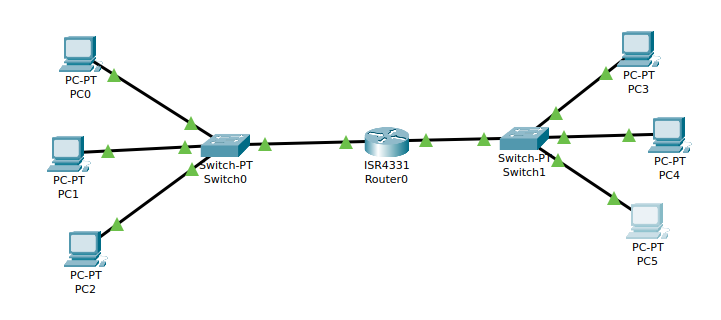 PC-PT
PC0
PC-PT
PC1
PC-PT
PC2
Switch-PT
Switch0
ISR4331
Router0
Switch-PT
Switch1
PC-PT
PC3
PC-PT
PC4
PC-PT
PC5